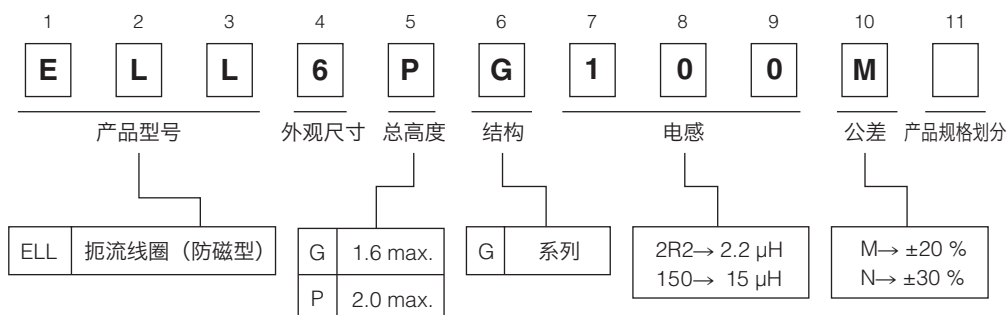 1 2 3 4 5 6 7 8 9 10 11
E L L 6 P G 1 0 0 M
产品型号 外观尺寸 总高度 结构 电感 公差 产品规格划分
ELL 扼流线圈（防磁型）
G 1.6 max.
P 2.0 max.
G 系列
2R2→ 2.2 µH
150→ 15 µH
M→ ±20 %
N→ ±30 %